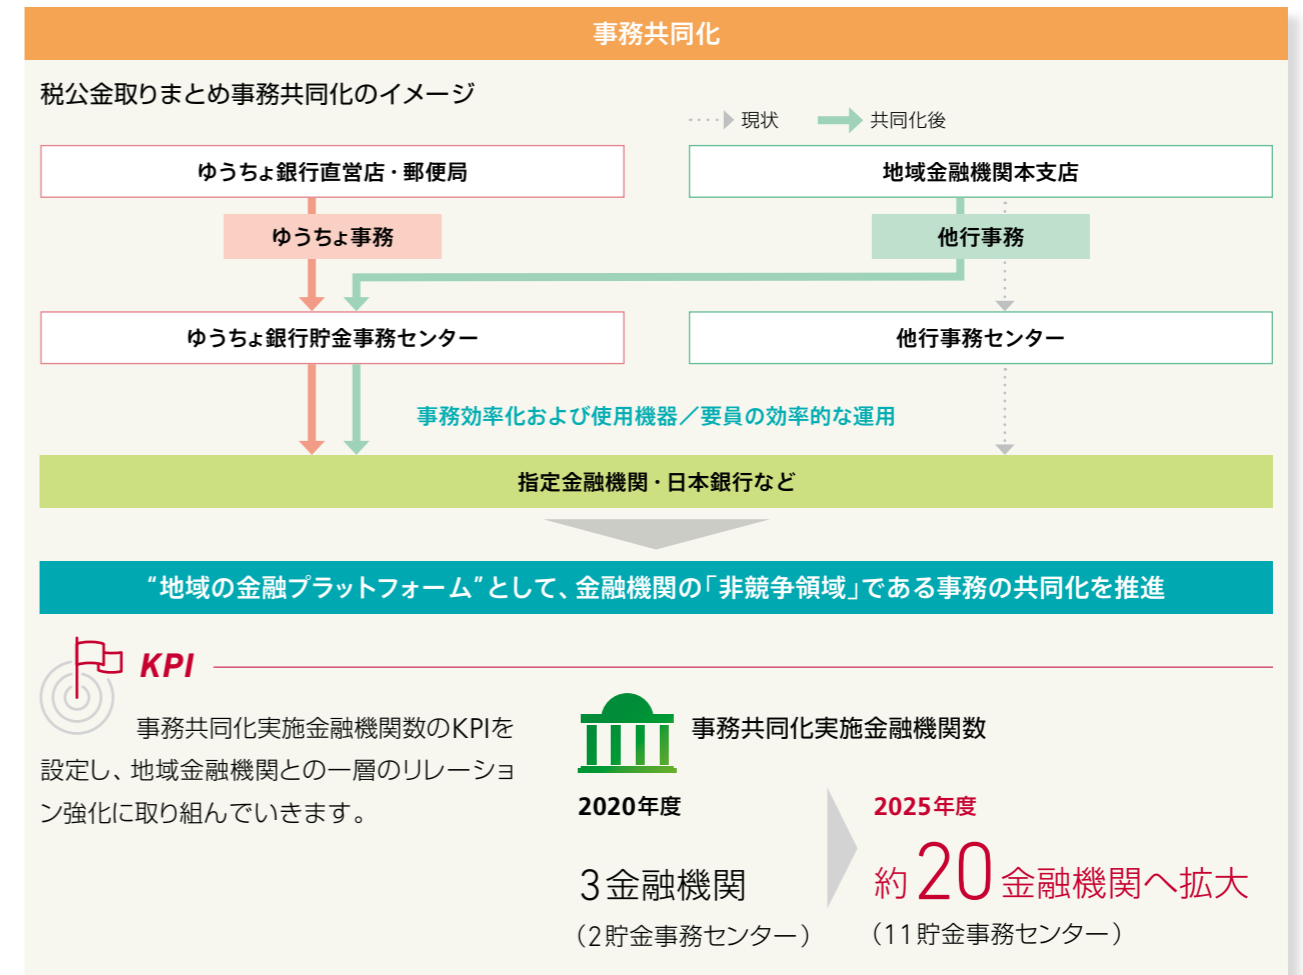 事務共同化
税公金取りまとめ事務共同化のイメージ
現状 共同化後
ゆうちょ銀行直営店・郵便局 地域金融機関本支店
ゆうちょ事務 他行事務
ゆうちょ銀行貯金事務センター 他行事務センター
事務効率化および使用機器／要員の効率的な運用
指定金融機関・日本銀行など
“地域の金融プラットフォーム”として、金融機関の「非競争領域」である事務の共同化を推進
KPI
事務共同化実施金融機関数のKPIを
設定し、地域金融機関との一層のリレーショ
ン強化に取り組んでいきます。
事務共同化実施金融機関数
2020年度
3金融機関
（2貯金事務センター）
2025年度
約20金融機関へ拡大
（11貯金事務センター）